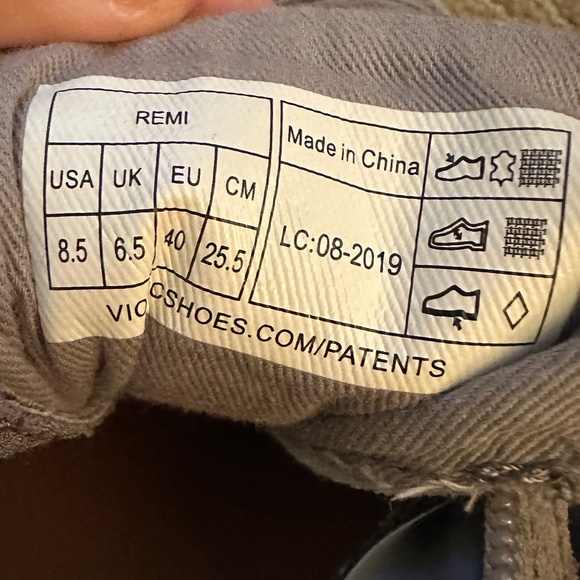 REMI
USA UK EU CM
8.5 6.5 40 25.5
Made in China
LC:08-2019
CSHOES.COM/PATENTS